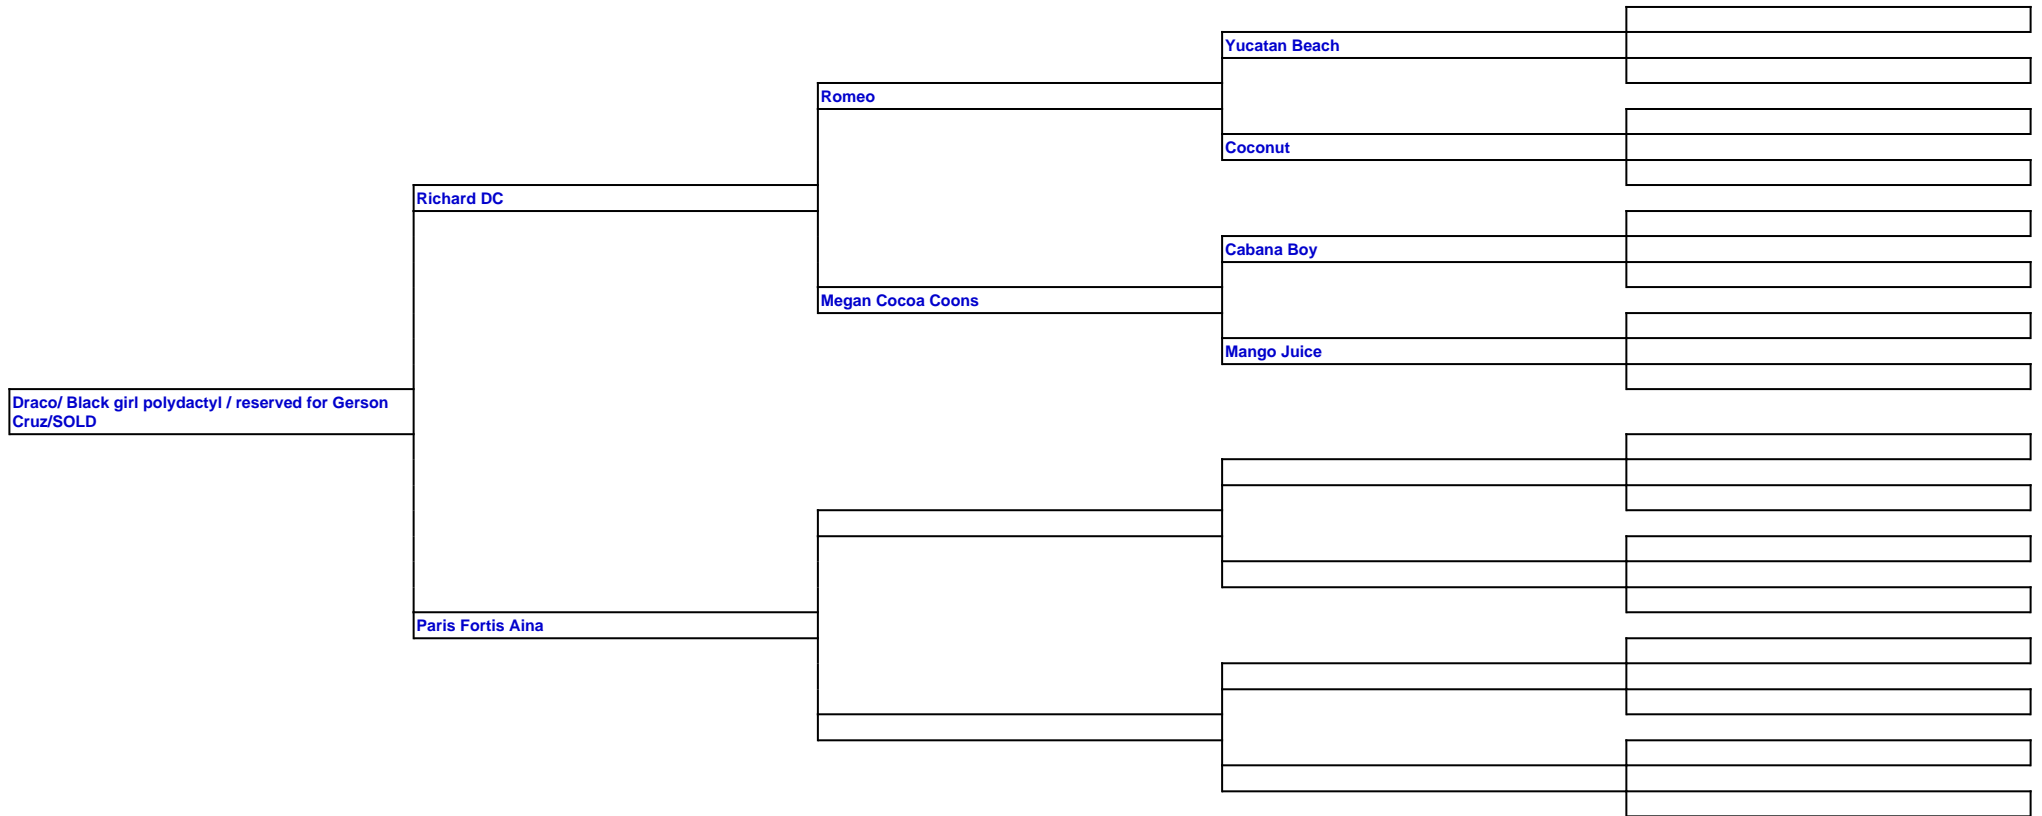 Yucatan Beach
Romeo
Coconut
Richard DC
Cabana Boy
Megan Cocoa Coons
Mango Juice
Draco/ Black girl polydactyl / reserved for Gerson
Cruz/SOLD
Paris Fortis Aina